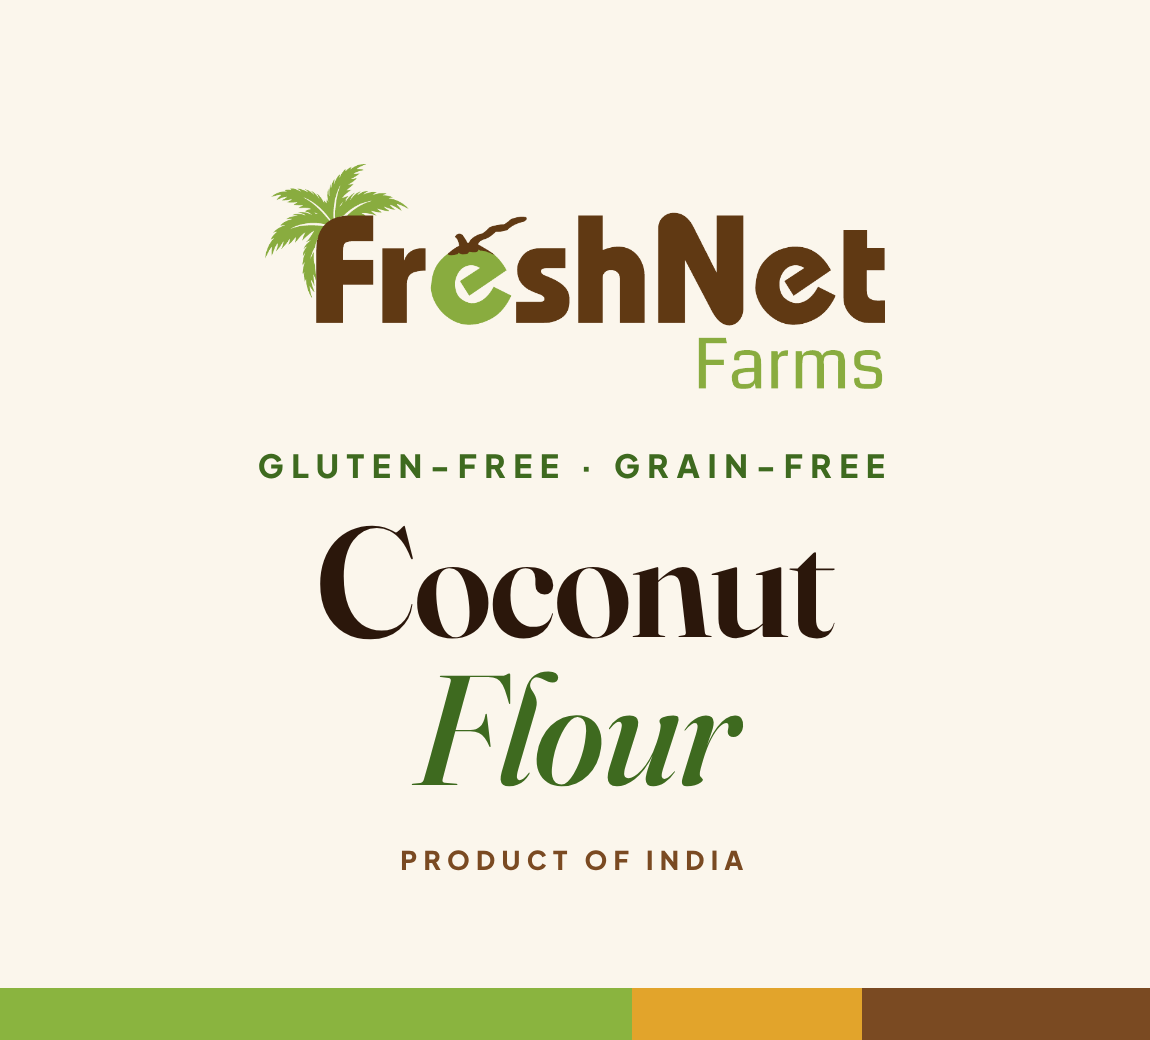 FreshNet
Farms
GLUTEN–FREE · GRAIN–FREE
Coconut
Flour
PRODUCT OF INDIA